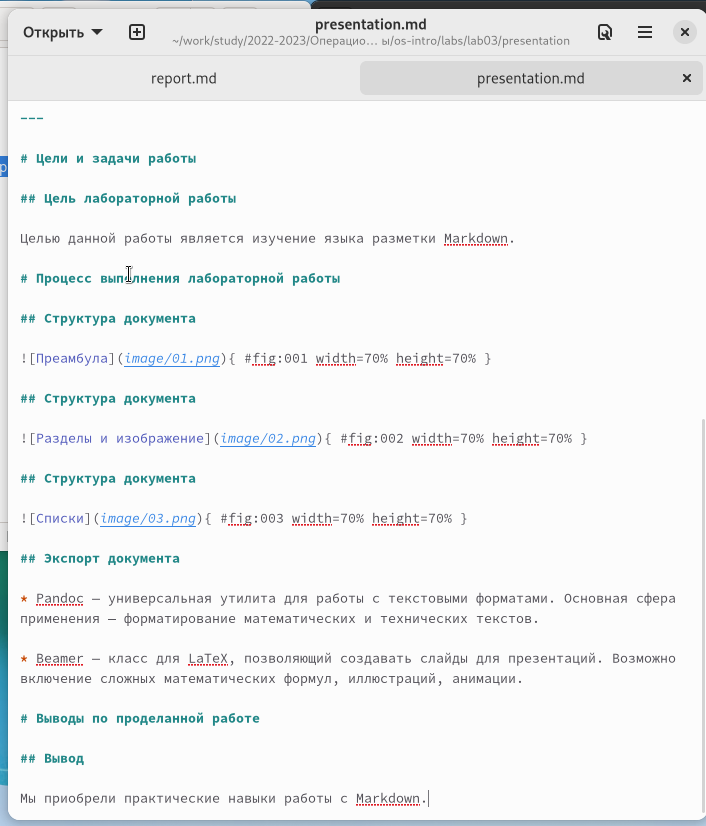 presentation.md
Открыть
~/work/study/2022-2023/Операцио… ы/os-intro/labs/lab03/presentation
report.md
presentation.md
---
# Цели и задачи работы
## Цель лабораторной работы
Целью данной работы является изучение языка разметки Markdown.
# Процесс выполнения лабораторной работы
## Структура документа
![Преамбула](image/01.png){ #fig:001 width=70% height=70% }
## Структура документа
![Разделы и изображение](image/02.png){ #fig:002 width=70% height=70% }
## Структура документа
![Списки](image/03.png){ #fig:003 width=70% height=70% }
## Экспорт документа
* Pandoc — универсальная утилита для работы с текстовыми форматами. Основная сфера
применения — форматирование математических и технических текстов.
* Beamer — класс для LaTeX, позволяющий создавать слайды для презентаций. Возможно
включение сложных математических формул, иллюстраций, анимации.
# Выводы по проделанной работе
## Вывод
Мы приобрели практические навыки работы с Markdown.